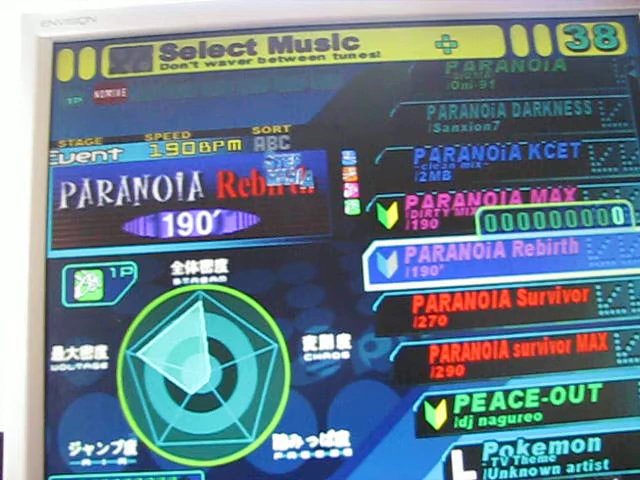 ENVISION
Select Music
Don't waver between tunes!
38
1P
NOMINE
STAGE SPEED SORT
Event 190BPM ABC
PARANOiA Rebirth
190'
1P
全体密度
STREAM
変則度
CHAOS
踏みっぱ度
FREEZE
ジャンプ度
AIR
最大密度
VOLTAGE
PARANOiA
SIGMA
/Oni-91
PARANOiA DARKNESS
/Sanxion7
PARANOiA KCET
-clean mix-
/2MB
PARANOiA MAX
-DIRTY MIX-
/190
000000000
PARANOiA Rebirth
/190'
PARANOIA Survivor
/270
PARANOIA survivor MAX
/290
PEACE-OUT
/dj nagureo
L
Pokemon
- TV Theme
/Unknown artist